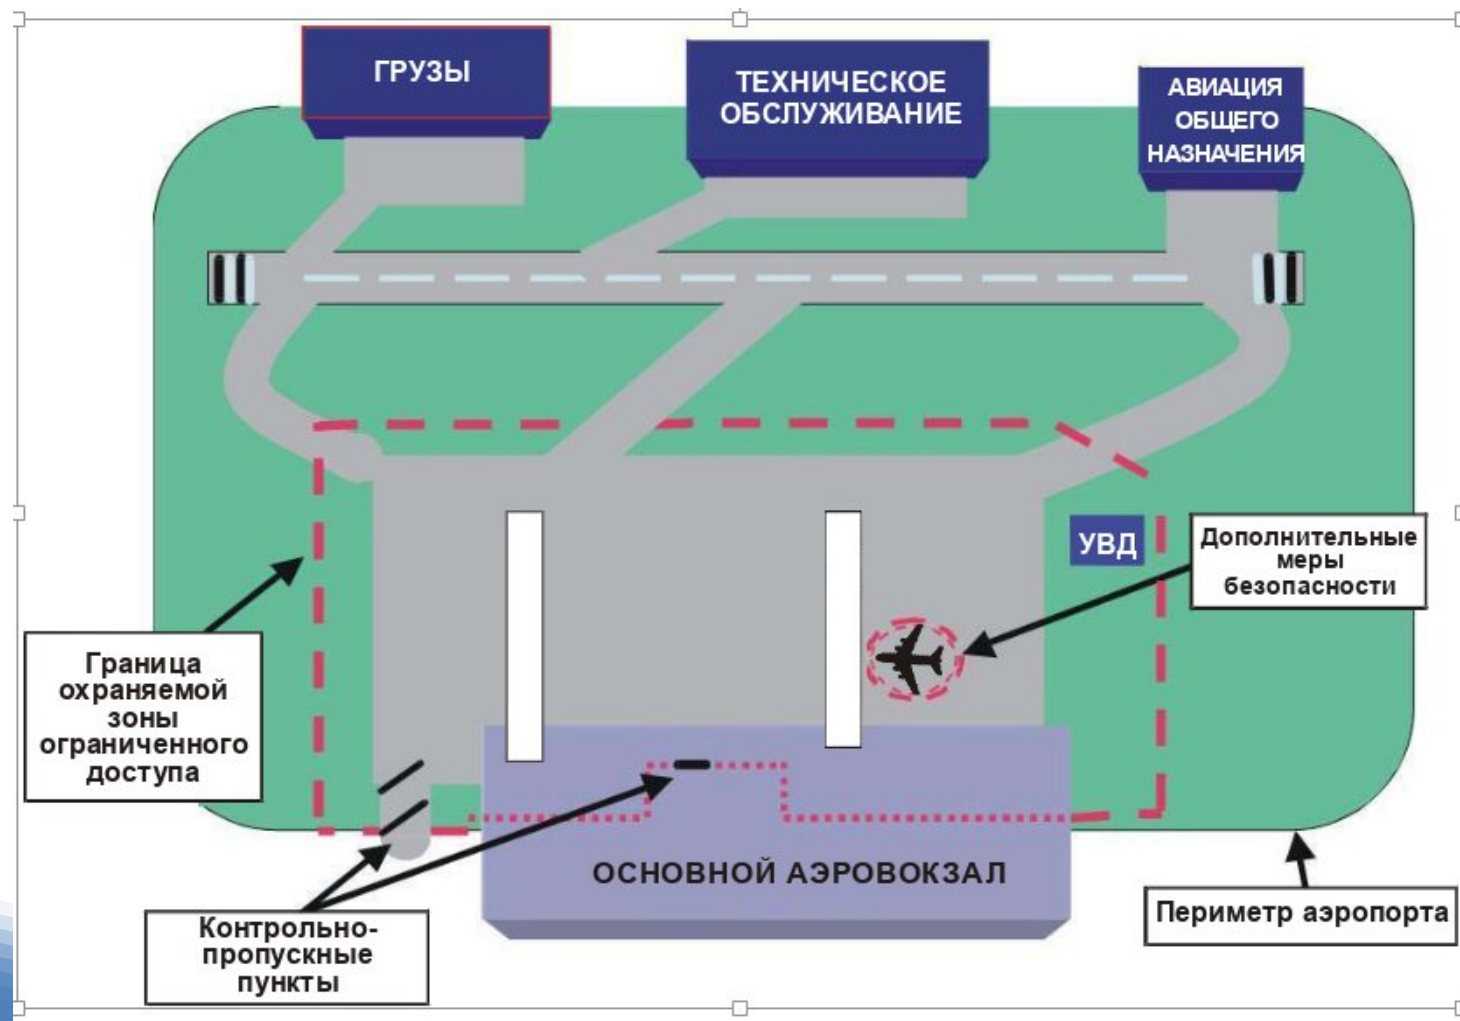 ГРУЗЫ
ТЕХНИЧЕСКОЕ
ОБСЛУЖИВАНИЕ
АВИАЦИЯ
ОБЩЕГО
НАЗНАЧЕНИЯ
УВД
Дополнительные
меры
безопасности
Граница
охраняемой
зоны
ограниченного
доступа
ОСНОВНОЙ АЭРОВОКЗАЛ
Контрольно-
пропускные
пункты
Периметр аэропорта